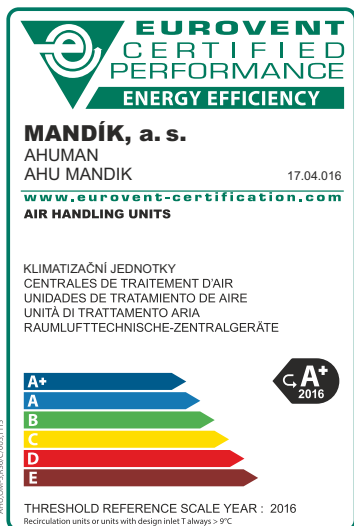 EUROVENT
CERTIFIED
PERFORMANCE
ENERGY EFFICIENCY
MANDÍK, a. s.
AHUMAN
AHU MANDIK 17.04.016
www.eurovent-certification.com
AIR HANDLING UNITS
KLIMATIZAČNÍ JEDNOTKY
CENTRALES DE TRAITEMENT D'AIR
UNIDADES DE TRATAMIENTO DE AIRE
UNITÀ DI TRATTAMENTO ARIA
RAUMLUFTTECHNISCHE-ZENTRALGERÄTE
A+
A
B
C
D
E
A+
2016
THRESHOLD REFERENCE SCALE YEAR : 2016
Recirculation units or units with design inlet T always > 9°C